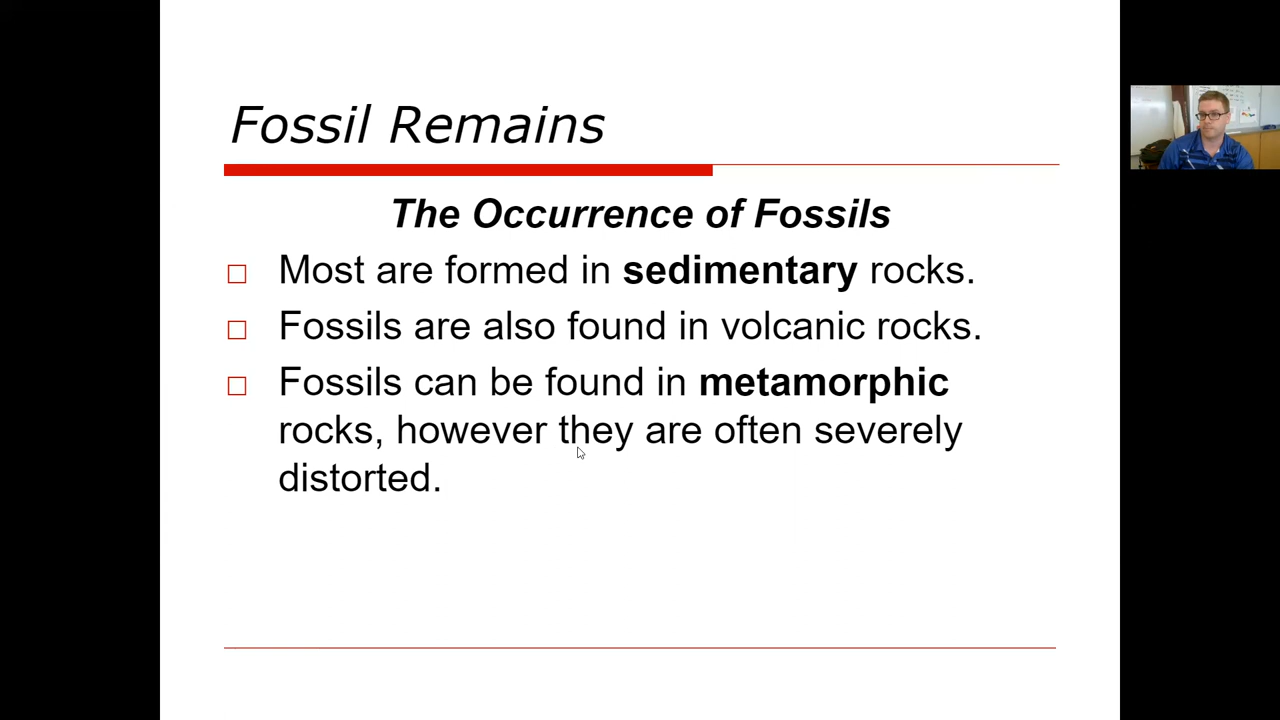 Fossil Remains
The Occurrence of Fossils
Most are formed in sedimentary rocks.
Fossils are also found in volcanic rocks.
Fossils can be found in metamorphic
rocks, however they are often severely
distorted.